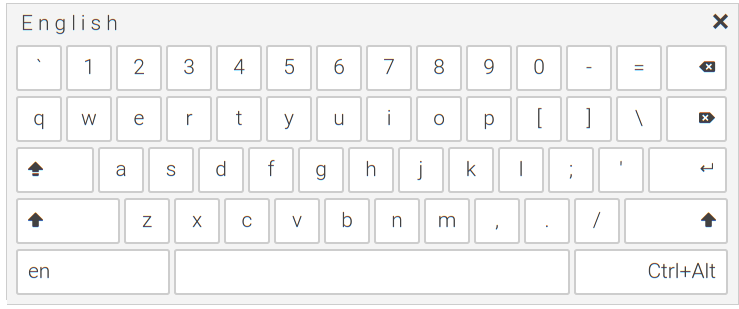 English
` 1 2 3 4 5 6 7 8 9 0 - =
q w e r t y u i o p [ ] \
a s d f g h j k l ; '
z x c v b n m , . /
en Ctrl+Alt